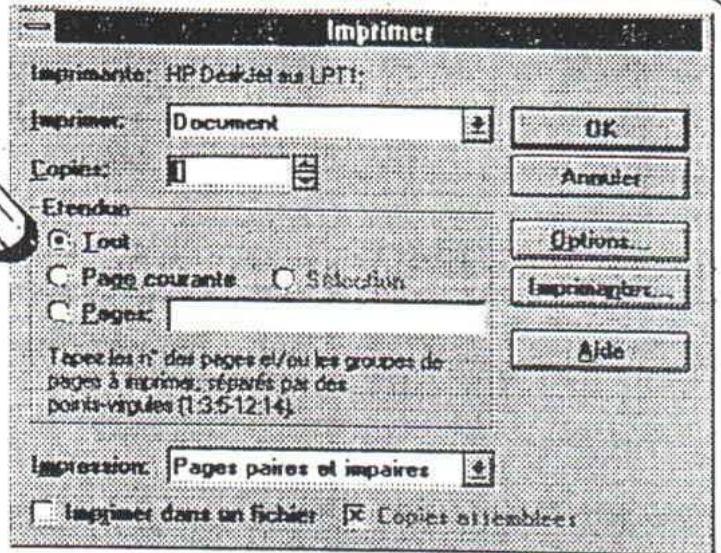 Imprimer
Imprimante: HP DeskJet sur LPT1:
Imprimer: Document
OK
Copies: 1
Annuler
Etendue
Tout
Options...
Page courante Sélection
Imprimantes...
Pages:
Aide
Tapez les n° des pages et/ou les groupes de
pages à imprimer, séparés par des
points-virgules (1;3;5-12;14).
Impression: Pages paires et impaires
Imprimer dans un fichier Copies assemblées